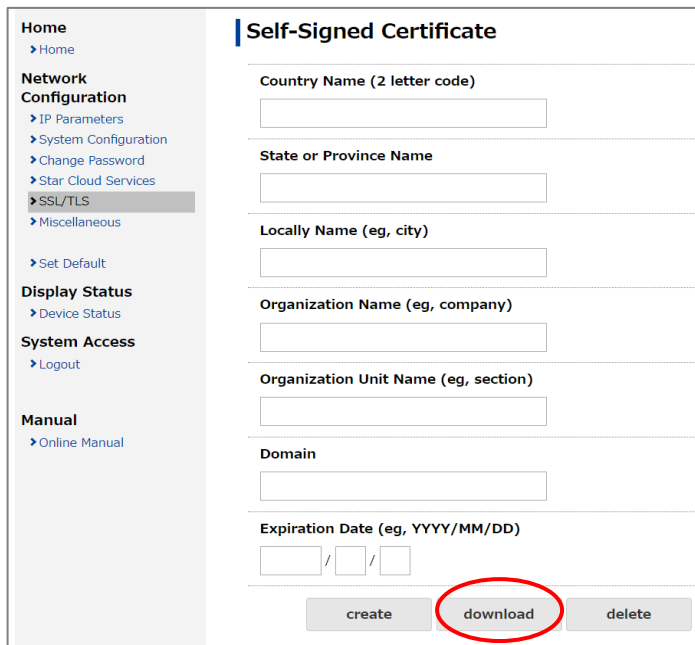 Home
Home
Network
Configuration
IP Parameters
System Configuration
Change Password
Star Cloud Services
SSL/TLS
Miscellaneous
Set Default
Display Status
Device Status
System Access
Logout
Manual
Online Manual
Self-Signed Certificate
Country Name (2 letter code)
State or Province Name
Locally Name (eg, city)
Organization Name (eg, company)
Organization Unit Name (eg, section)
Domain
Expiration Date (eg, YYYY/MM/DD)
/ /
create download delete